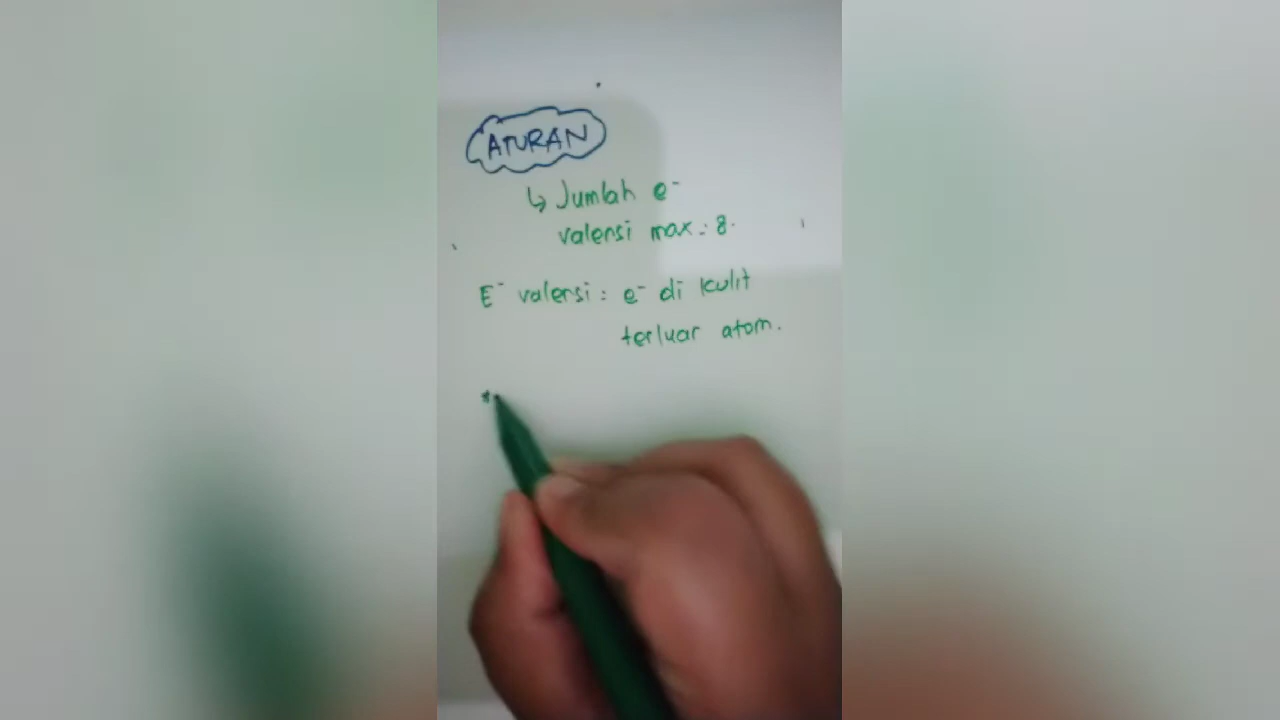 ATURAN
↳ Jumlah e⁻
valensi max : 8.
E⁻ valensi : e⁻ di kulit
terluar atom.
*